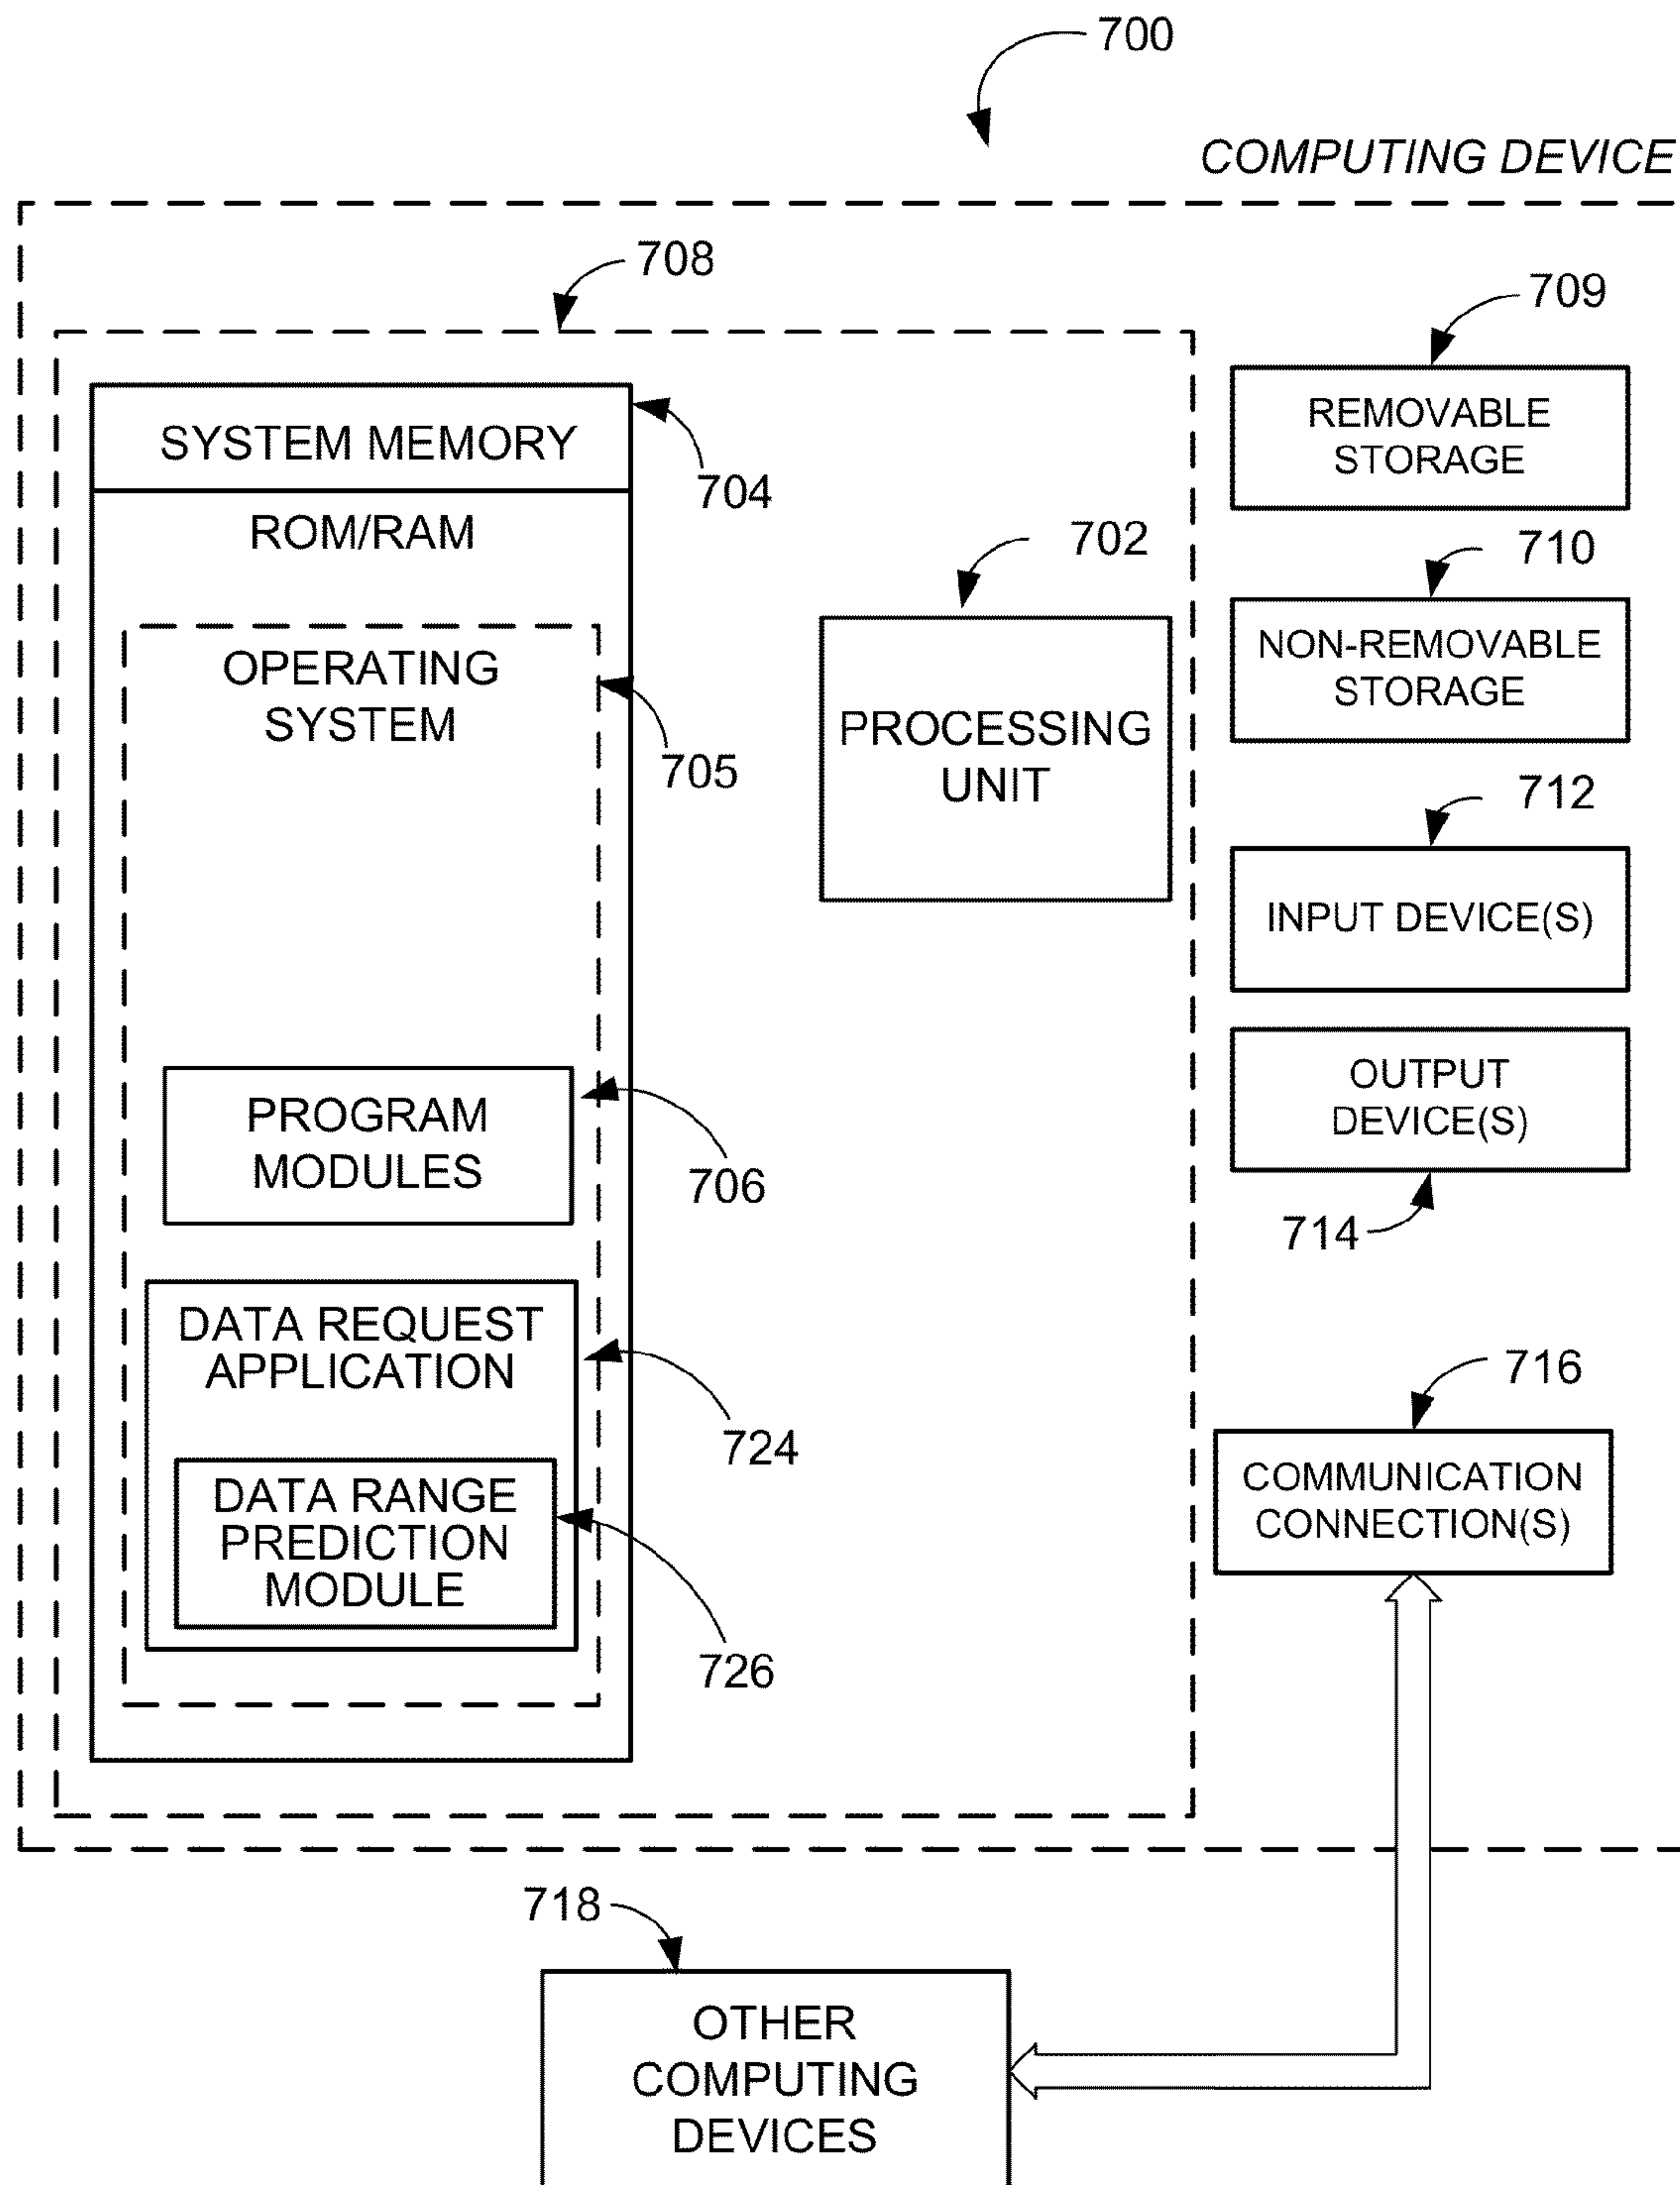 700
COMPUTING DEVICE
708
709
SYSTEM MEMORY
704
ROM/RAM
REMOVABLE
STORAGE
702
710
OPERATING
SYSTEM
705
PROCESSING
UNIT
NON-REMOVABLE
STORAGE
712
INPUT DEVICE(S)
PROGRAM
MODULES
706
OUTPUT
DEVICE(S)
714
DATA REQUEST
APPLICATION
724
716
DATA RANGE
PREDICTION
MODULE
726
COMMUNICATION
CONNECTION(S)
718
OTHER
COMPUTING
DEVICES